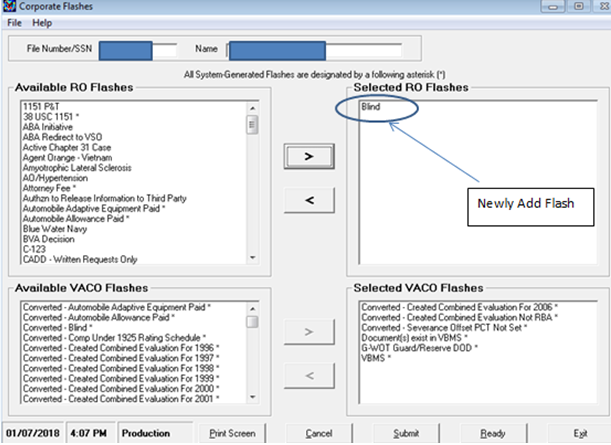 Corporate Flashes
File Help
File Number/SSN Name
All System-Generated Flashes are designated by a following asterisk (*)
Available RO Flashes
1151 P&T
38 USC 1151 *
ABA Initiative
ABA Redirect to VSO
Active Chapter 31 Case
Agent Orange - Vietnam
Amyotrophic Lateral Sclerosis
AO/Hypertension
Attorney Fee *
Authzn to Release Information to Third Party
Automobile Adaptive Equipment Paid *
Automobile Allowance Paid *
Blue Water Navy
BVA Decision
C-123
CADD - Written Requests Only
>
<
Selected RO Flashes
Blind
Newly Add Flash
Available VACO Flashes
Converted - Automobile Adaptive Equipment Paid *
Converted - Automobile Allowance Paid *
Converted - Blind *
Converted - Comp Under 1925 Rating Schedule *
Converted - Created Combined Evaluation For 1996 *
Converted - Created Combined Evaluation For 1997 *
Converted - Created Combined Evaluation For 1998 *
Converted - Created Combined Evaluation For 1999 *
Converted - Created Combined Evaluation For 2000 *
Converted - Created Combined Evaluation For 2001 *
>
<
Selected VACO Flashes
Converted - Created Combined Evaluation For 2006 *
Converted - Created Combined Evaluation Not RBA *
Converted - Severance Offset PCT Not Set *
Document(s) exist in VBMS *
G-WOT Guard/Reserve DOD *
VBMS *
01/07/2018 4:07 PM Production Print Screen Cancel Submit Ready Exit